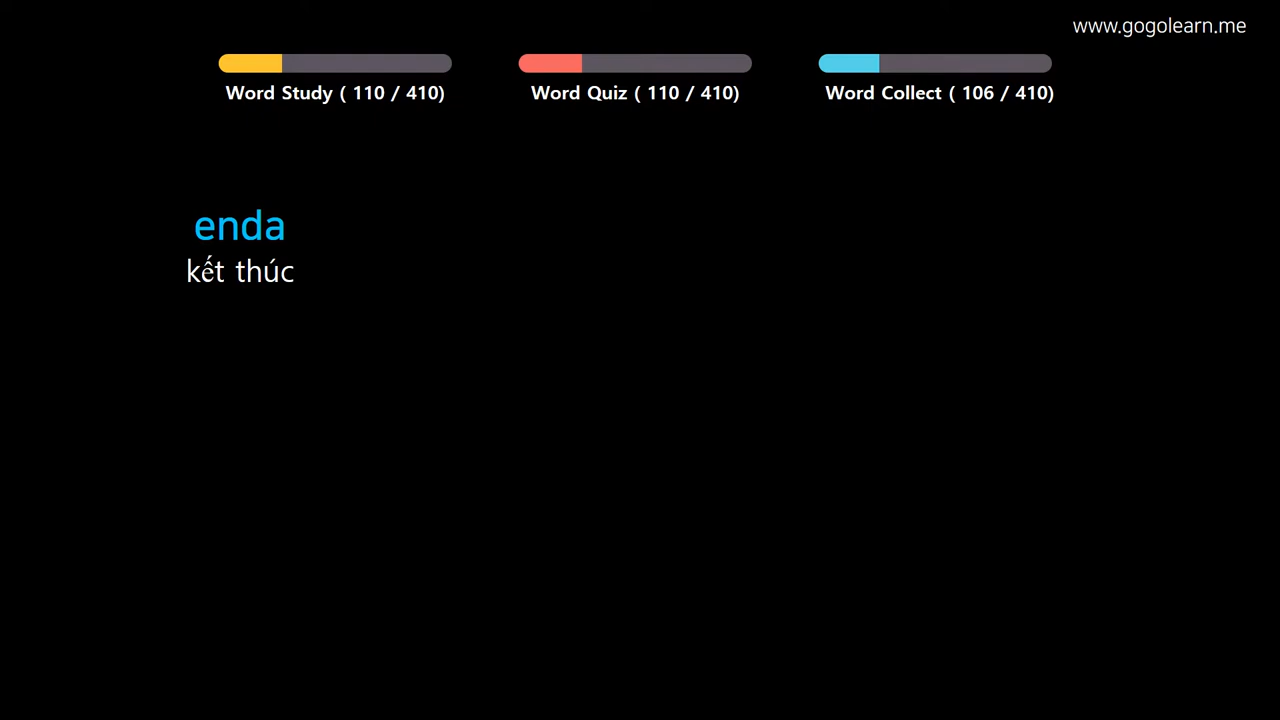 www.gogolearn.me
Word Study ( 110 / 410)
Word Quiz ( 110 / 410)
Word Collect ( 106 / 410)
enda
kết thúc